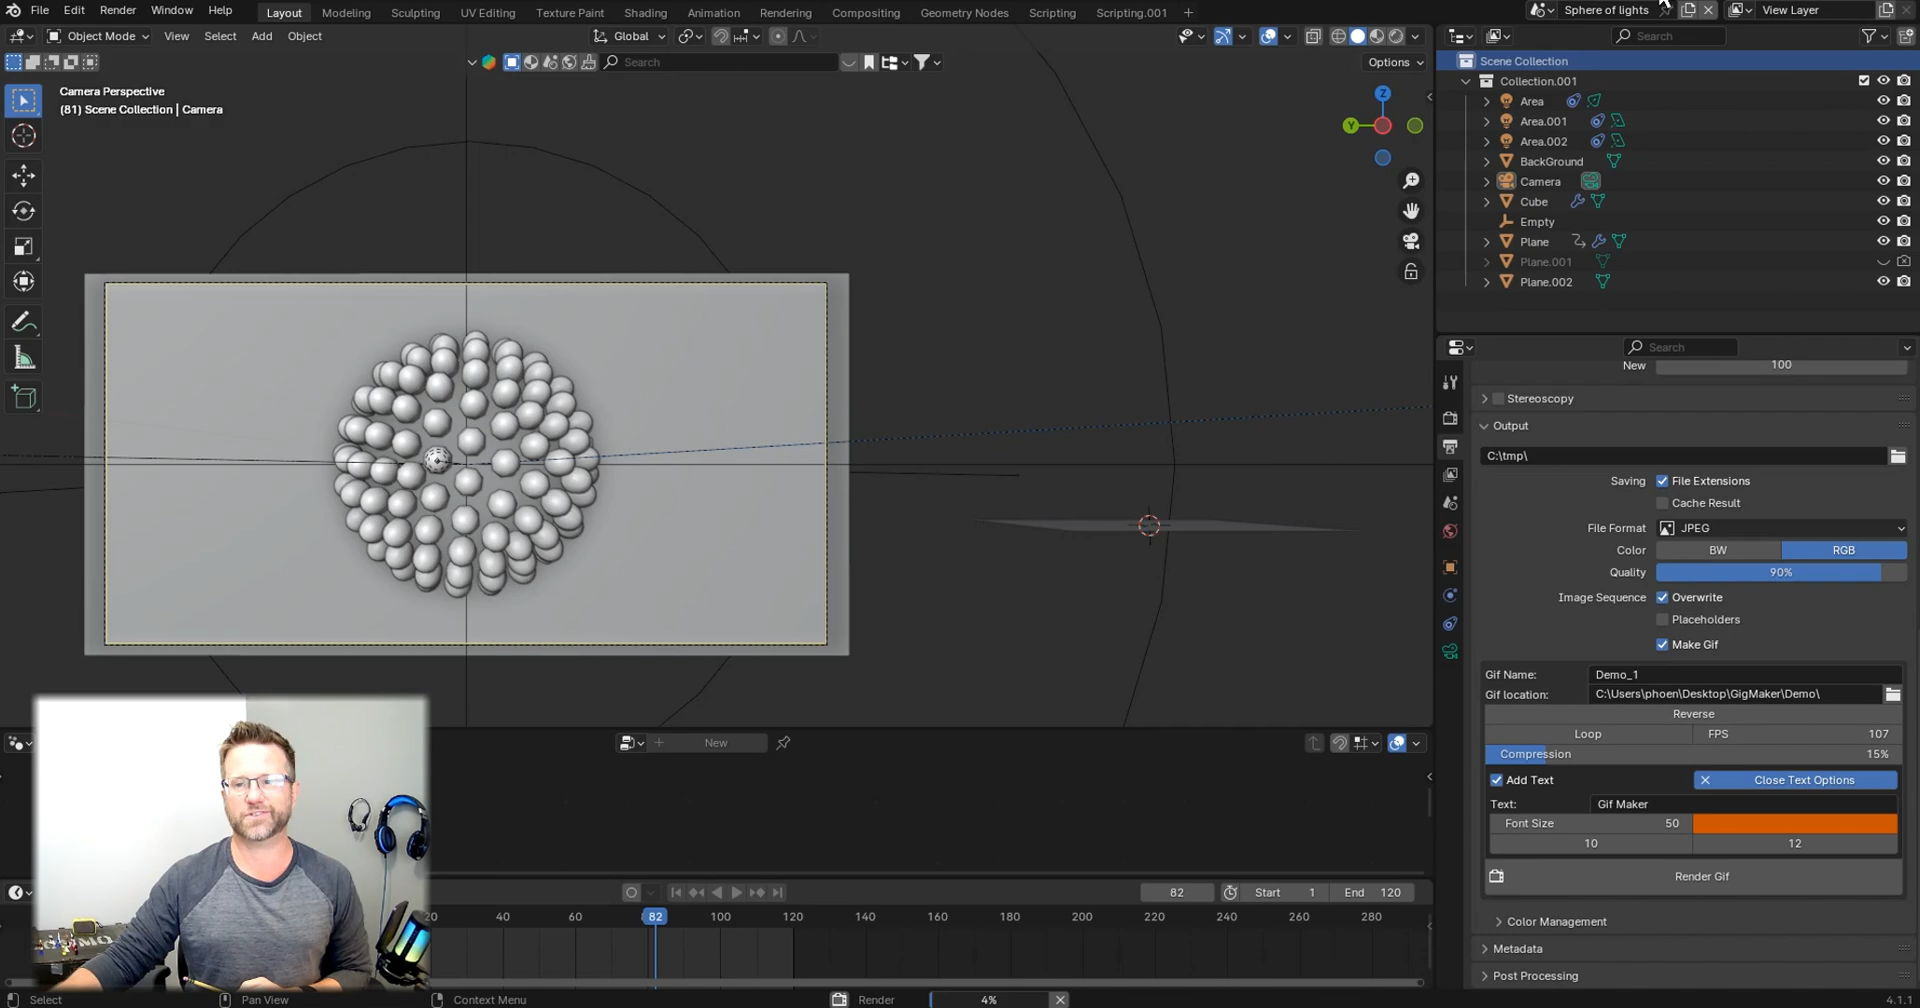 File Edit Render Window Help Layout Modeling Sculpting UV Editing Texture Paint Shading Animation Rendering Compositing Geometry Nodes Scripting Scripting.001 + Sphere of lights View Layer
Object Mode View Select Add Object Global Search
Search Options
Camera Perspective
(81) Scene Collection | Camera
Z
Y
Scene Collection
Collection.001
Area
Area.001
Area.002
BackGround
Camera
Cube
Empty
Plane
Plane.001
Plane.002
Search
New 100
Stereoscopy
Output
C:\tmp\
Saving File Extensions
Cache Result
File Format JPEG
Color BW RGB
Quality 90%
Image Sequence Overwrite
Placeholders
Make Gif
Gif Name: Demo_1
Gif location: C:\Users\phoen\Desktop\GigMaker\Demo\
Reverse
Loop FPS 107
Compression 15%
Add Text Close Text Options
Text: Gif Maker
Font Size 50
10 12
Render Gif
Color Management
Metadata
Post Processing
New
82 Start 1 End 120
20 40 60 82 100 120 140 160 180 200 220 240 260 280
Select Pan View Context Menu Render 4% 4.1.1